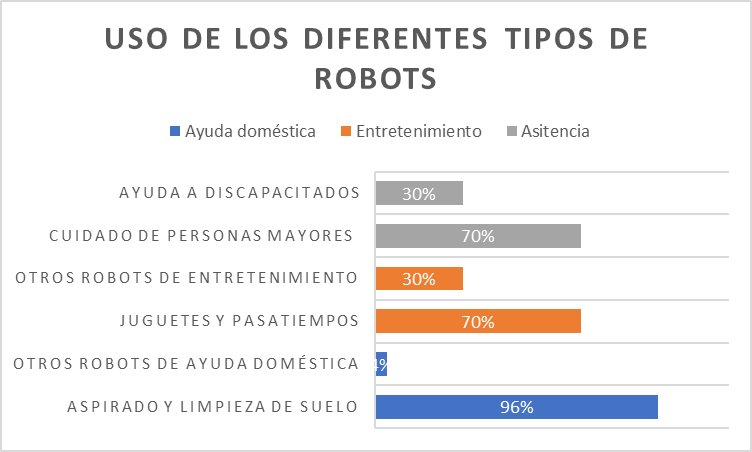 USO DE LOS DIFERENTES TIPOS DE
ROBOTS
Ayuda doméstica Entretenimiento Asitencia
AYUDA A DISCAPACITADOS 30%
CUIDADO DE PERSONAS MAYORES 70%
OTROS ROBOTS DE ENTRETENIMIENTO 30%
JUGUETES Y PASATIEMPOS 70%
OTROS ROBOTS DE AYUDA DOMÉSTICA 4%
ASPIRADO Y LIMPIEZA DE SUELO 96%